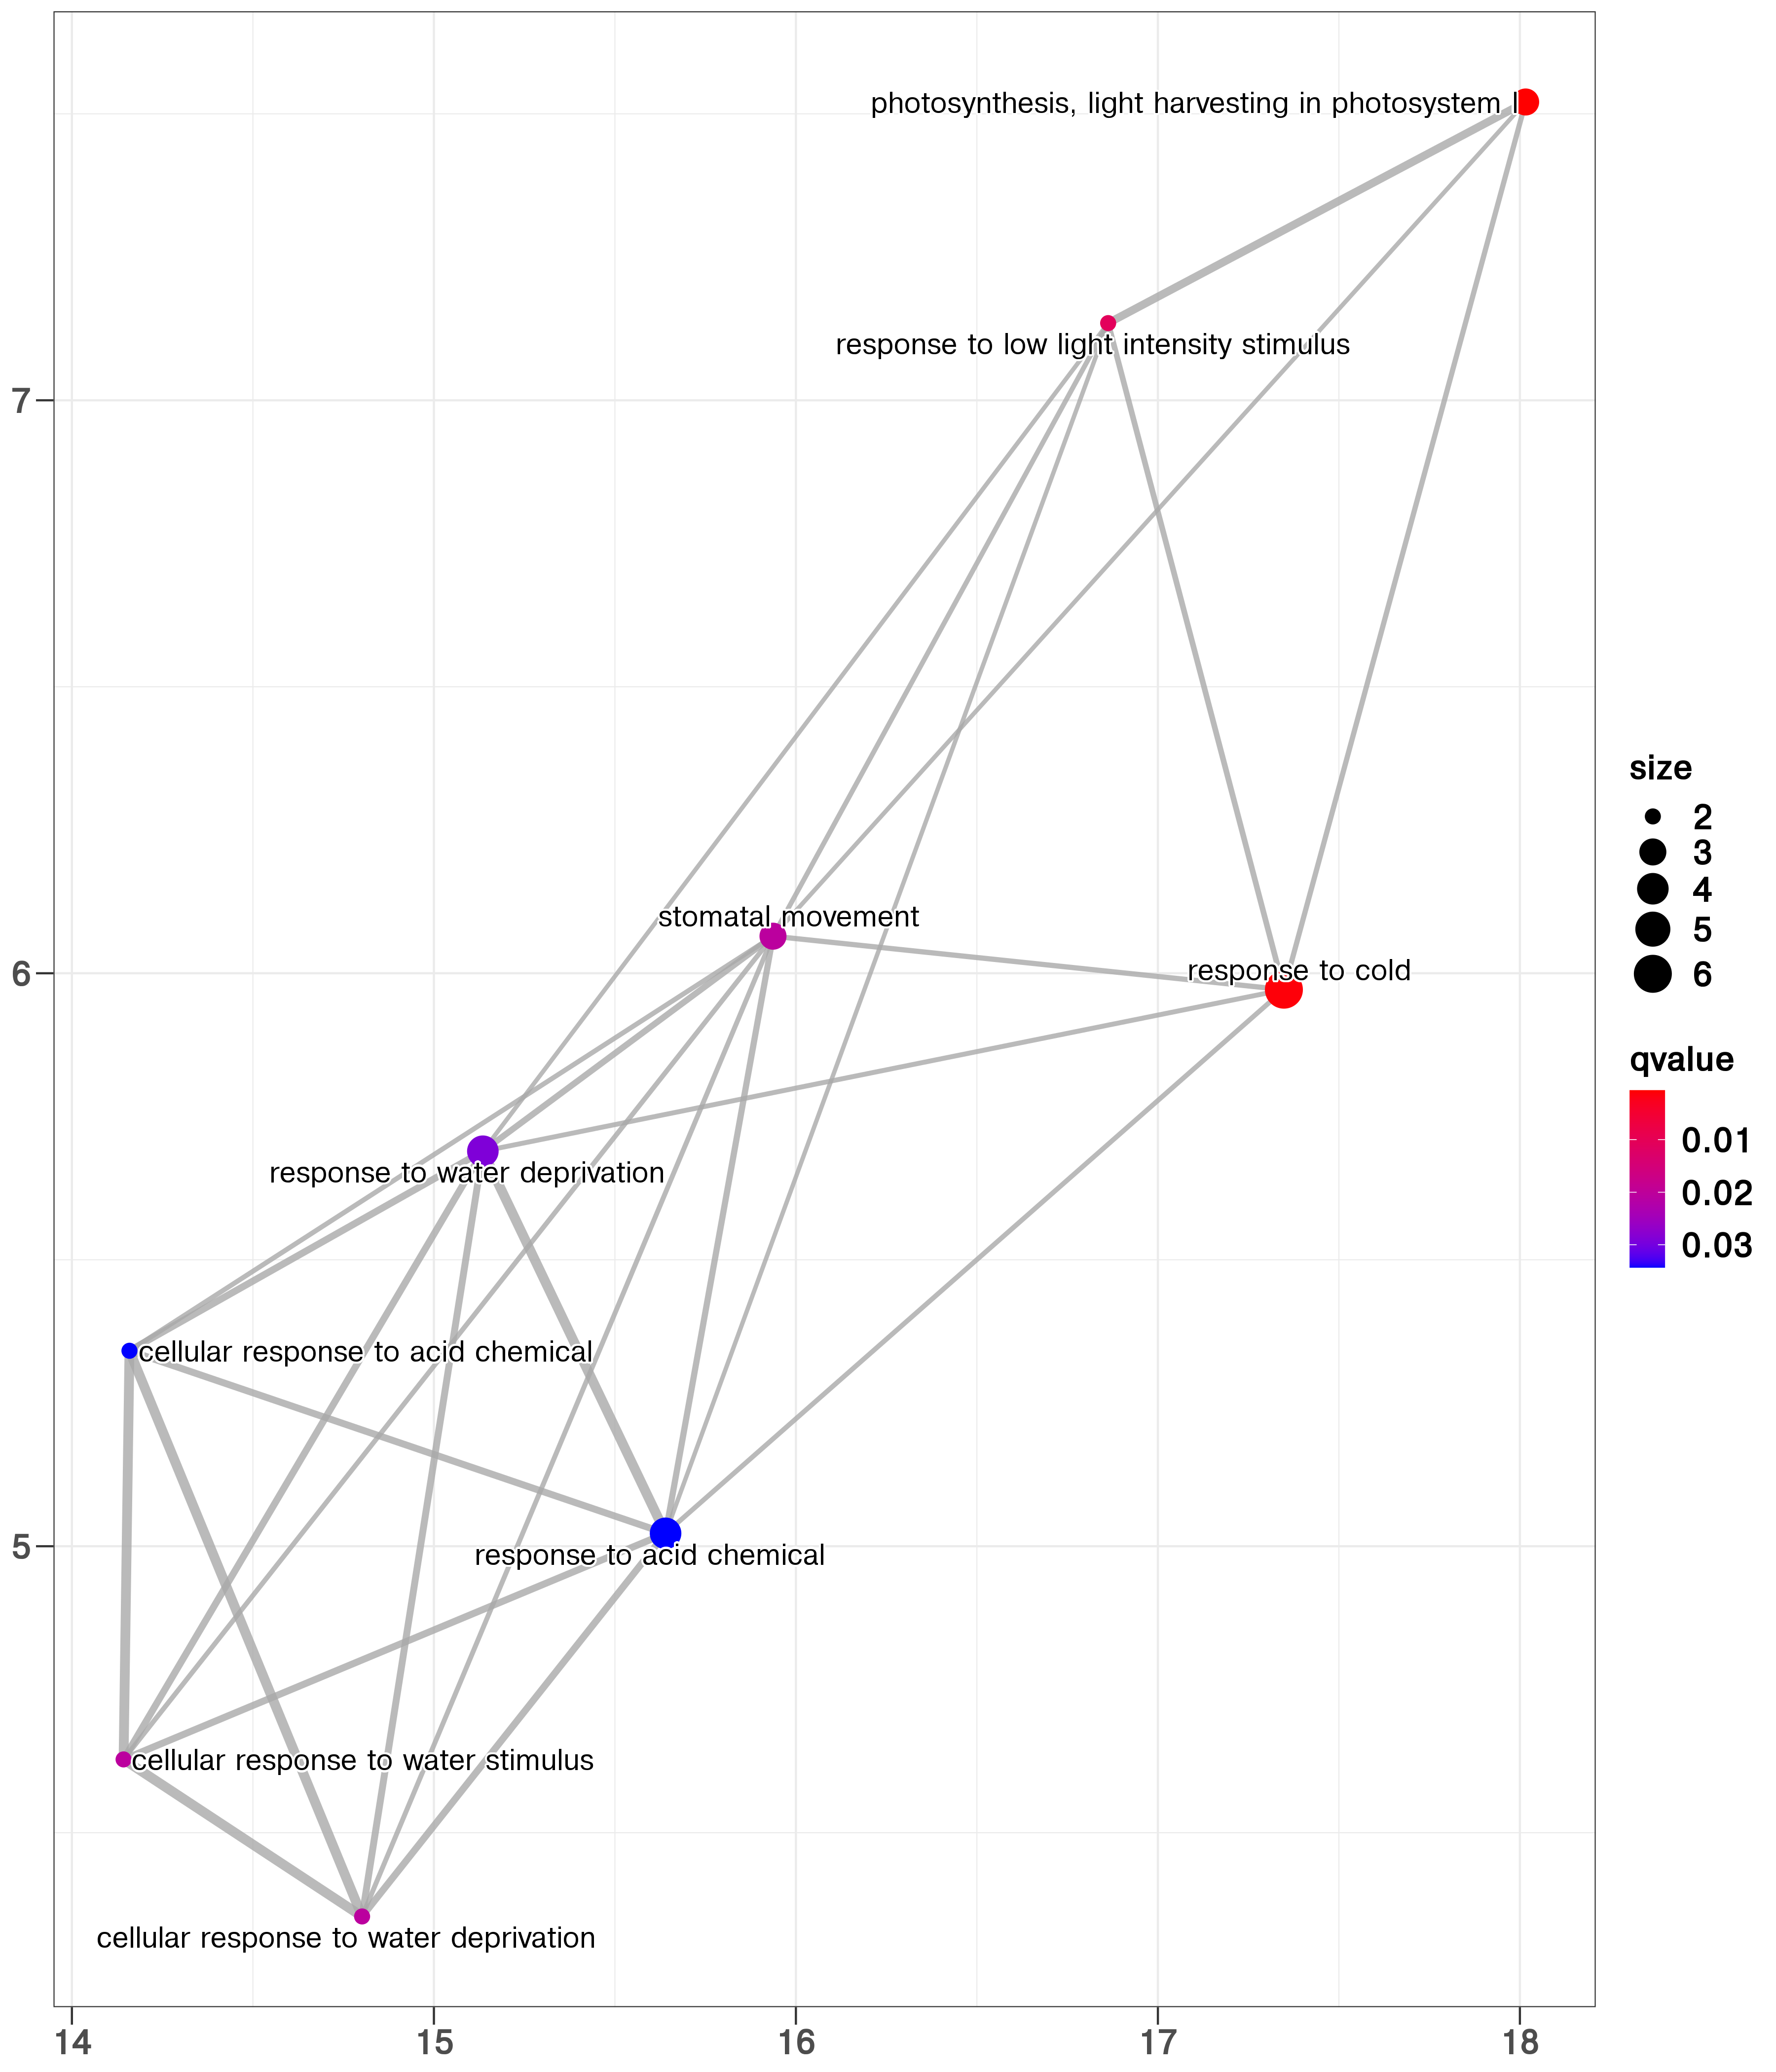 photosynthesis, light harvesting in photosystem I
response to low light intensity stimulus
7
size
2
3
4
5
6
stomatal movement
response to cold
6
qvalue
0.01
0.02
0.03
response to water deprivation
cellular response to acid chemical
5
response to acid chemical
cellular response to water stimulus
cellular response to water deprivation
14
15
16
17
18